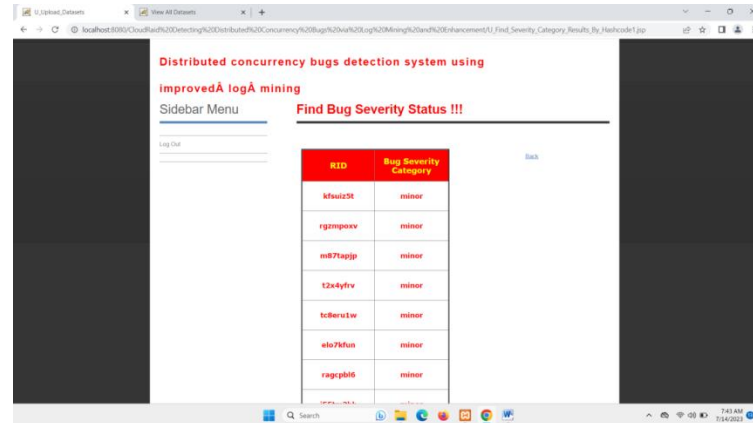 U_Upload_Datasets
View All Datasets
localhost:8080/CloudRaid%20Detecting%20Distributed%20Concurrency%20Bugs%20via%20Log%20Mining%20and%20Enhancement/U_Find_Severity_Category_Results_By_Hashcode1.jsp
Distributed concurrency bugs detection system using
improvedÂ logÂ mining
Sidebar Menu
Find Bug Severity Status !!!
Log Out
Back
RID Bug Severity Category
kfsuiz5t minor
rgzmpoxv minor
m87tapjp minor
t2x4yfrv minor
tc8eru1w minor
elo7kfun minor
ragcpbl6 minor
Search
7:43 AM
7/14/2023